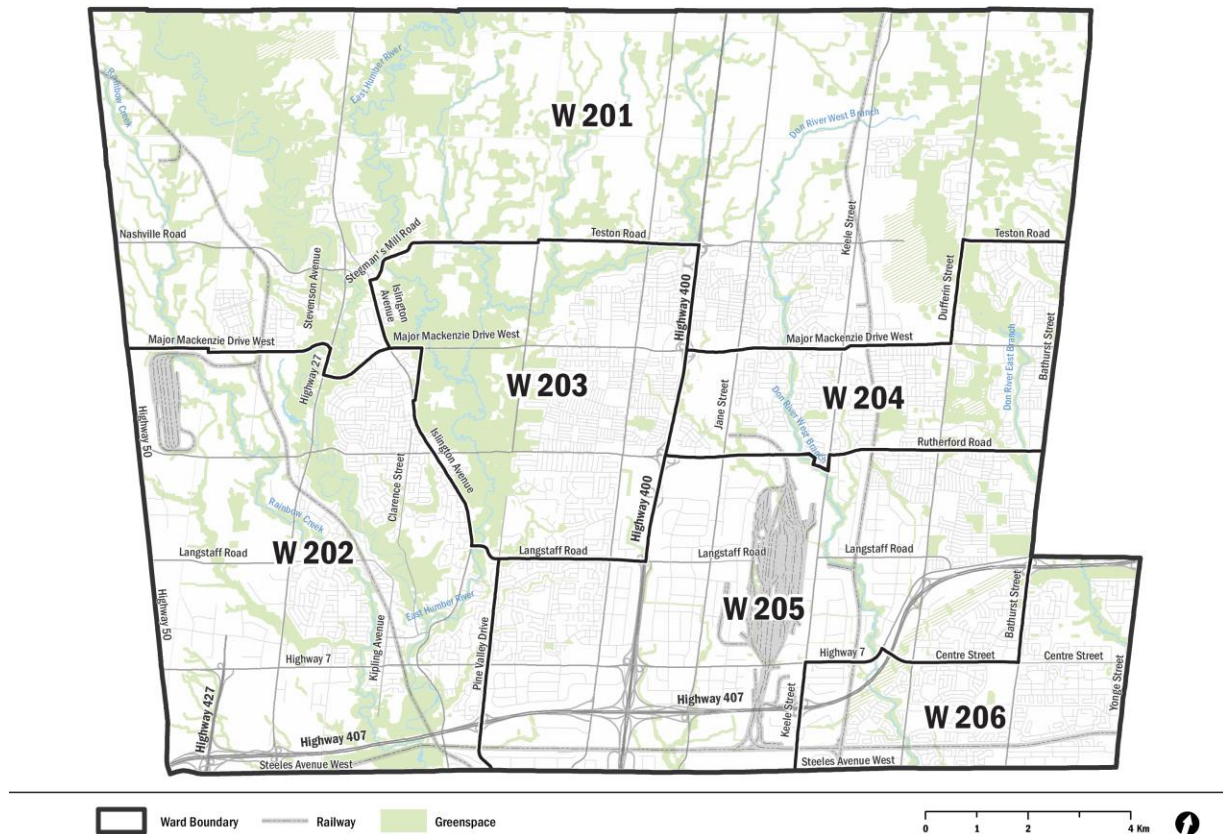 East Humber River
Rainbow Creek
W 201
Don River West Branch
Keele Street
Nashville Road
Stegman's Mill Road
Teston Road
Teston Road
Stevenson Avenue
Islington Avenue
Highway 400
Dufferin Street
Bathurst Street
Major Mackenzie Drive West
Major Mackenzie Drive West
Major Mackenzie Drive West
Don River East Branch
Highway 27
W 203
Jane Street
W 204
Highway 50
Don River West Branch
Rutherford Road
Clarence Street
Islington Avenue
Highway 400
Rainbow Creek
Langstaff Road
W 202
Langstaff Road
Langstaff Road
Langstaff Road
W 205
Highway 50
East Humber River
Bathurst Street
Kipling Avenue
Pine Valley Drive
Highway 7
Highway 7
Centre Street
Centre Street
Highway 427
Highway 407
Keele Street
W 206
Yonge Street
Highway 407
Steeles Avenue West
Steeles Avenue West
Ward Boundary
Railway
Greenspace
0 1 2 4 Km